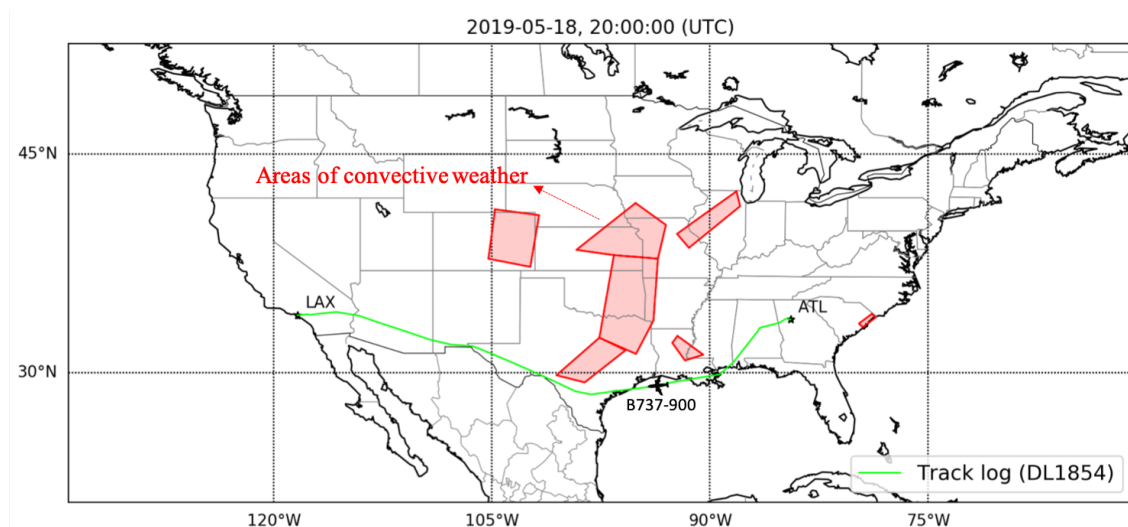 2019-05-18, 20:00:00 (UTC)
45°N
Areas of convective weather
LAX
ATL
30°N
B737-900
Track log (DL1854)
120°W
105°W
90°W
75°W